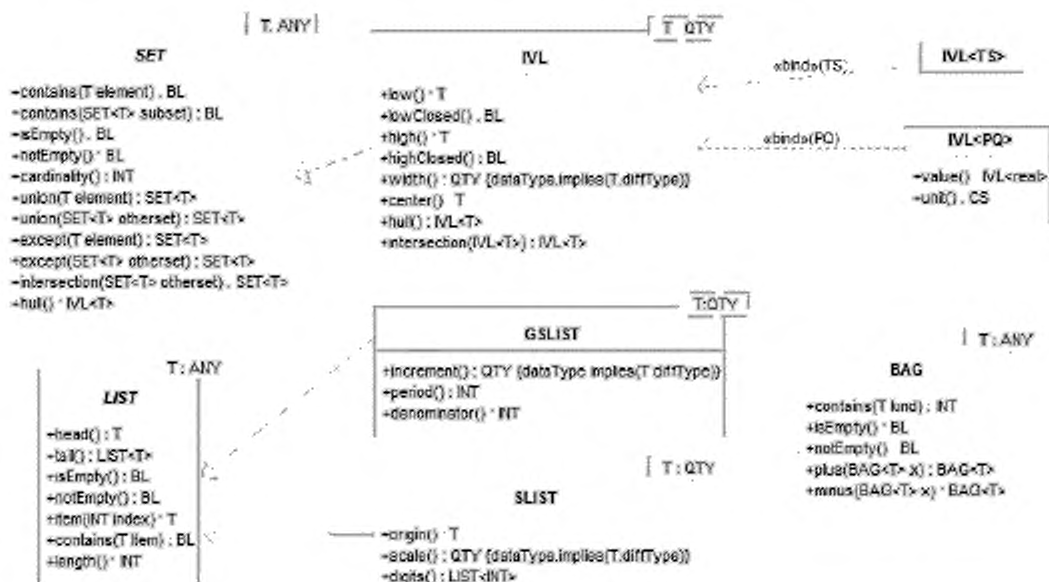 T: ANY
SET
+contains(T element) : BL
+contains(SET<T> subset) : BL
+isEmpty() : BL
+notEmpty() : BL
+cardinality() : INT
+union(T element) : SET<T>
+union(SET<T> otherset) : SET<T>
+except(T element) : SET<T>
+except(SET<T> otherset) : SET<T>
+intersection(SET<T> otherset) : SET<T>
+hull() : IVL<T>
T QTY
IVL
+low() : T
+lowClosed() : BL
+high() : T
+highClosed() : BL
+width() : QTY {dataType.implies(T.diffType)}
+center() : T
+hull() : IVL<T>
+intersection(IVL<T>) : IVL<T>
«bind»(TS)
IVL<TS>
«bind»(PQ)
IVL<PQ>
+value() : IVL<real>
+unit() : CS
T:QTY
GSLIST
+increment() : QTY {dataType.implies(T.diffType)}
+period() : INT
+denominator() : INT
T : ANY
LIST
+head() : T
+tail() : LIST<T>
+isEmpty() : BL
+notEmpty() : BL
+item(INT index) : T
+contains(T item) : BL
+length() : INT
T : QTY
SLIST
+origin() : T
+scale() : QTY {dataType.implies(T.diffType)}
+digits() : LIST<INT>
T : ANY
BAG
+contains(T kind) : INT
+isEmpty() : BL
+notEmpty() : BL
+plus(BAG<T> x) : BAG<T>
+minus(BAG<T> x) : BAG<T>